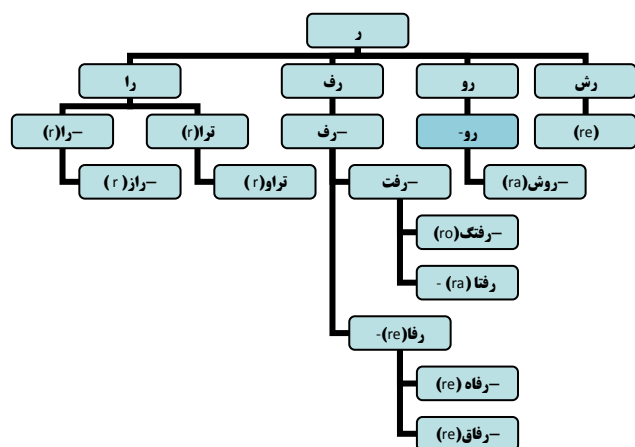 ر
را
رف
رو
رش
–را(r)
ترا(r)
–رف
رو-
(re)
–راز( r )
تراو(r)
–رفت
–روش(ra)
–رفتگ(ro)
رفتا (ra) -
رفا(re)-
–رفاه (re)
–رفاق(re)